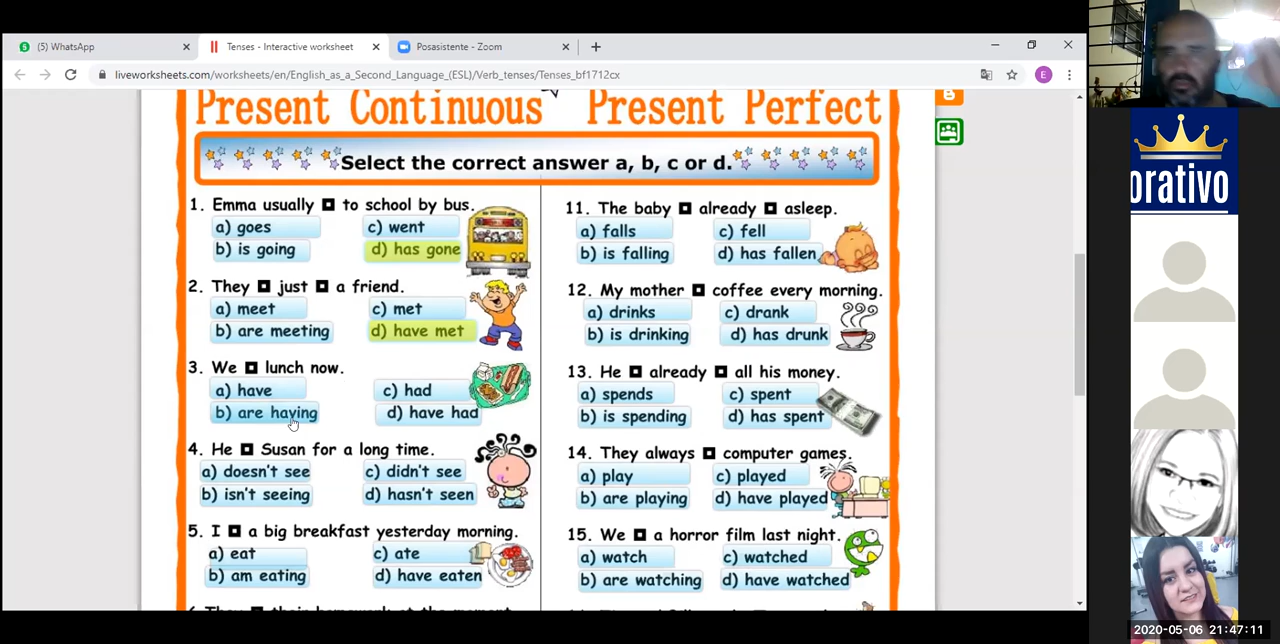 (5) WhatsApp
Tenses - Interactive worksheet
Posasistente - Zoom
liveworksheets.com/worksheets/en/English_as_a_Second_Language_(ESL)/Verb_tenses/Tenses_bf1712cx
E
Present Continuous Present Perfect
B
Select the correct answer a, b, c or d.
1. Emma usually to school by bus.
a) goes c) went
b) is going d) has gone
2. They just a friend.
a) meet c) met
b) are meeting d) have met
3. We lunch now.
a) have c) had
b) are having d) have had
4. He Susan for a long time.
a) doesn't see c) didn't see
b) isn't seeing d) hasn't seen
5. I a big breakfast yesterday morning.
a) eat c) ate
b) am eating d) have eaten
11. The baby already asleep.
a) falls c) fell
b) is falling d) has fallen
12. My mother coffee every morning.
a) drinks c) drank
b) is drinking d) has drunk
13. He already all his money.
a) spends c) spent
b) is spending d) has spent
14. They always computer games.
a) play c) played
b) are playing d) have played
15. We a horror film last night.
a) watch c) watched
b) are watching d) have watched
orativo
2020-05-06 21:47:11